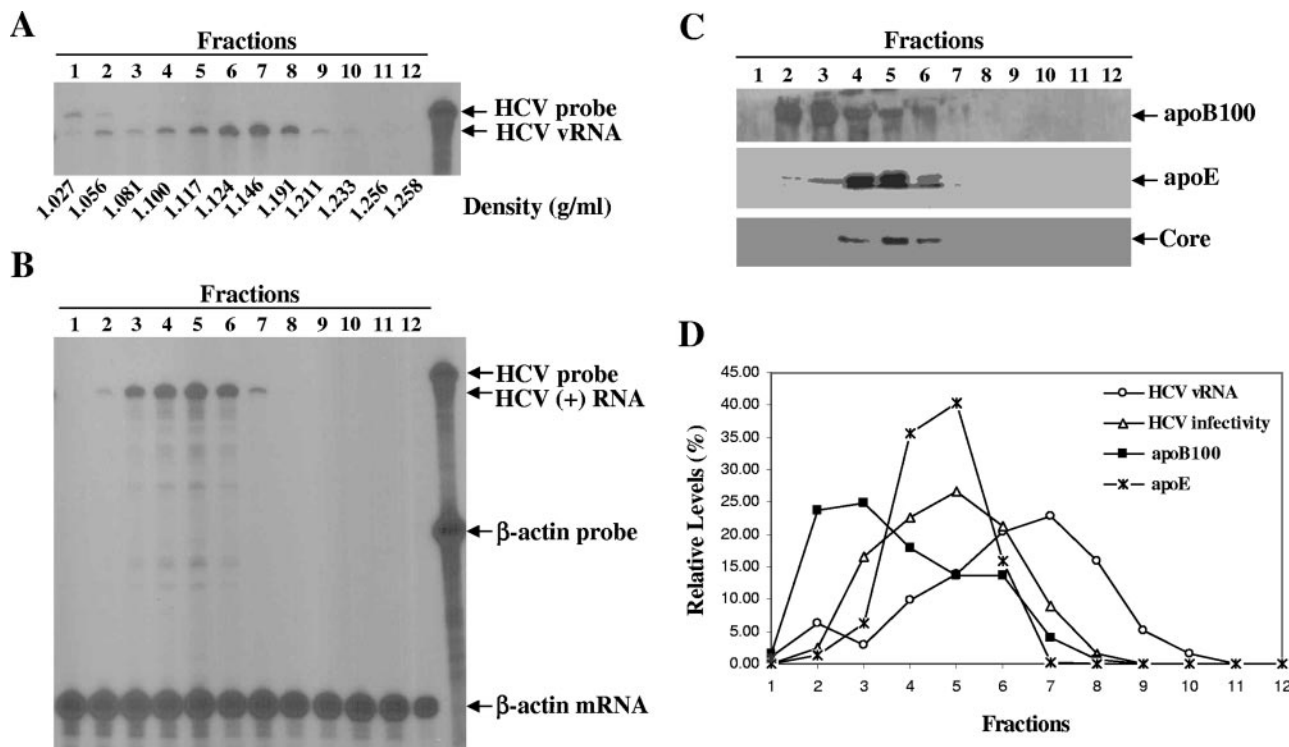 A
Fractions
1 2 3 4 5 6 7 8 9 10 11 12
HCV probe
HCV vRNA
1.027 1.056 1.081 1.100 1.117 1.124 1.146 1.191 1.211 1.233 1.256 1.258
Density (g/ml)
B
Fractions
1 2 3 4 5 6 7 8 9 10 11 12
HCV probe
HCV (+) RNA
β-actin probe
β-actin mRNA
C
Fractions
1 2 3 4 5 6 7 8 9 10 11 12
apoB100
apoE
Core
D
45.00
40.00
35.00
30.00
25.00
20.00
15.00
10.00
5.00
0.00
Relative Levels (%)
HCV vRNA
HCV infectivity
apoB100
apoE
1 2 3 4 5 6 7 8 9 10 11 12
Fractions